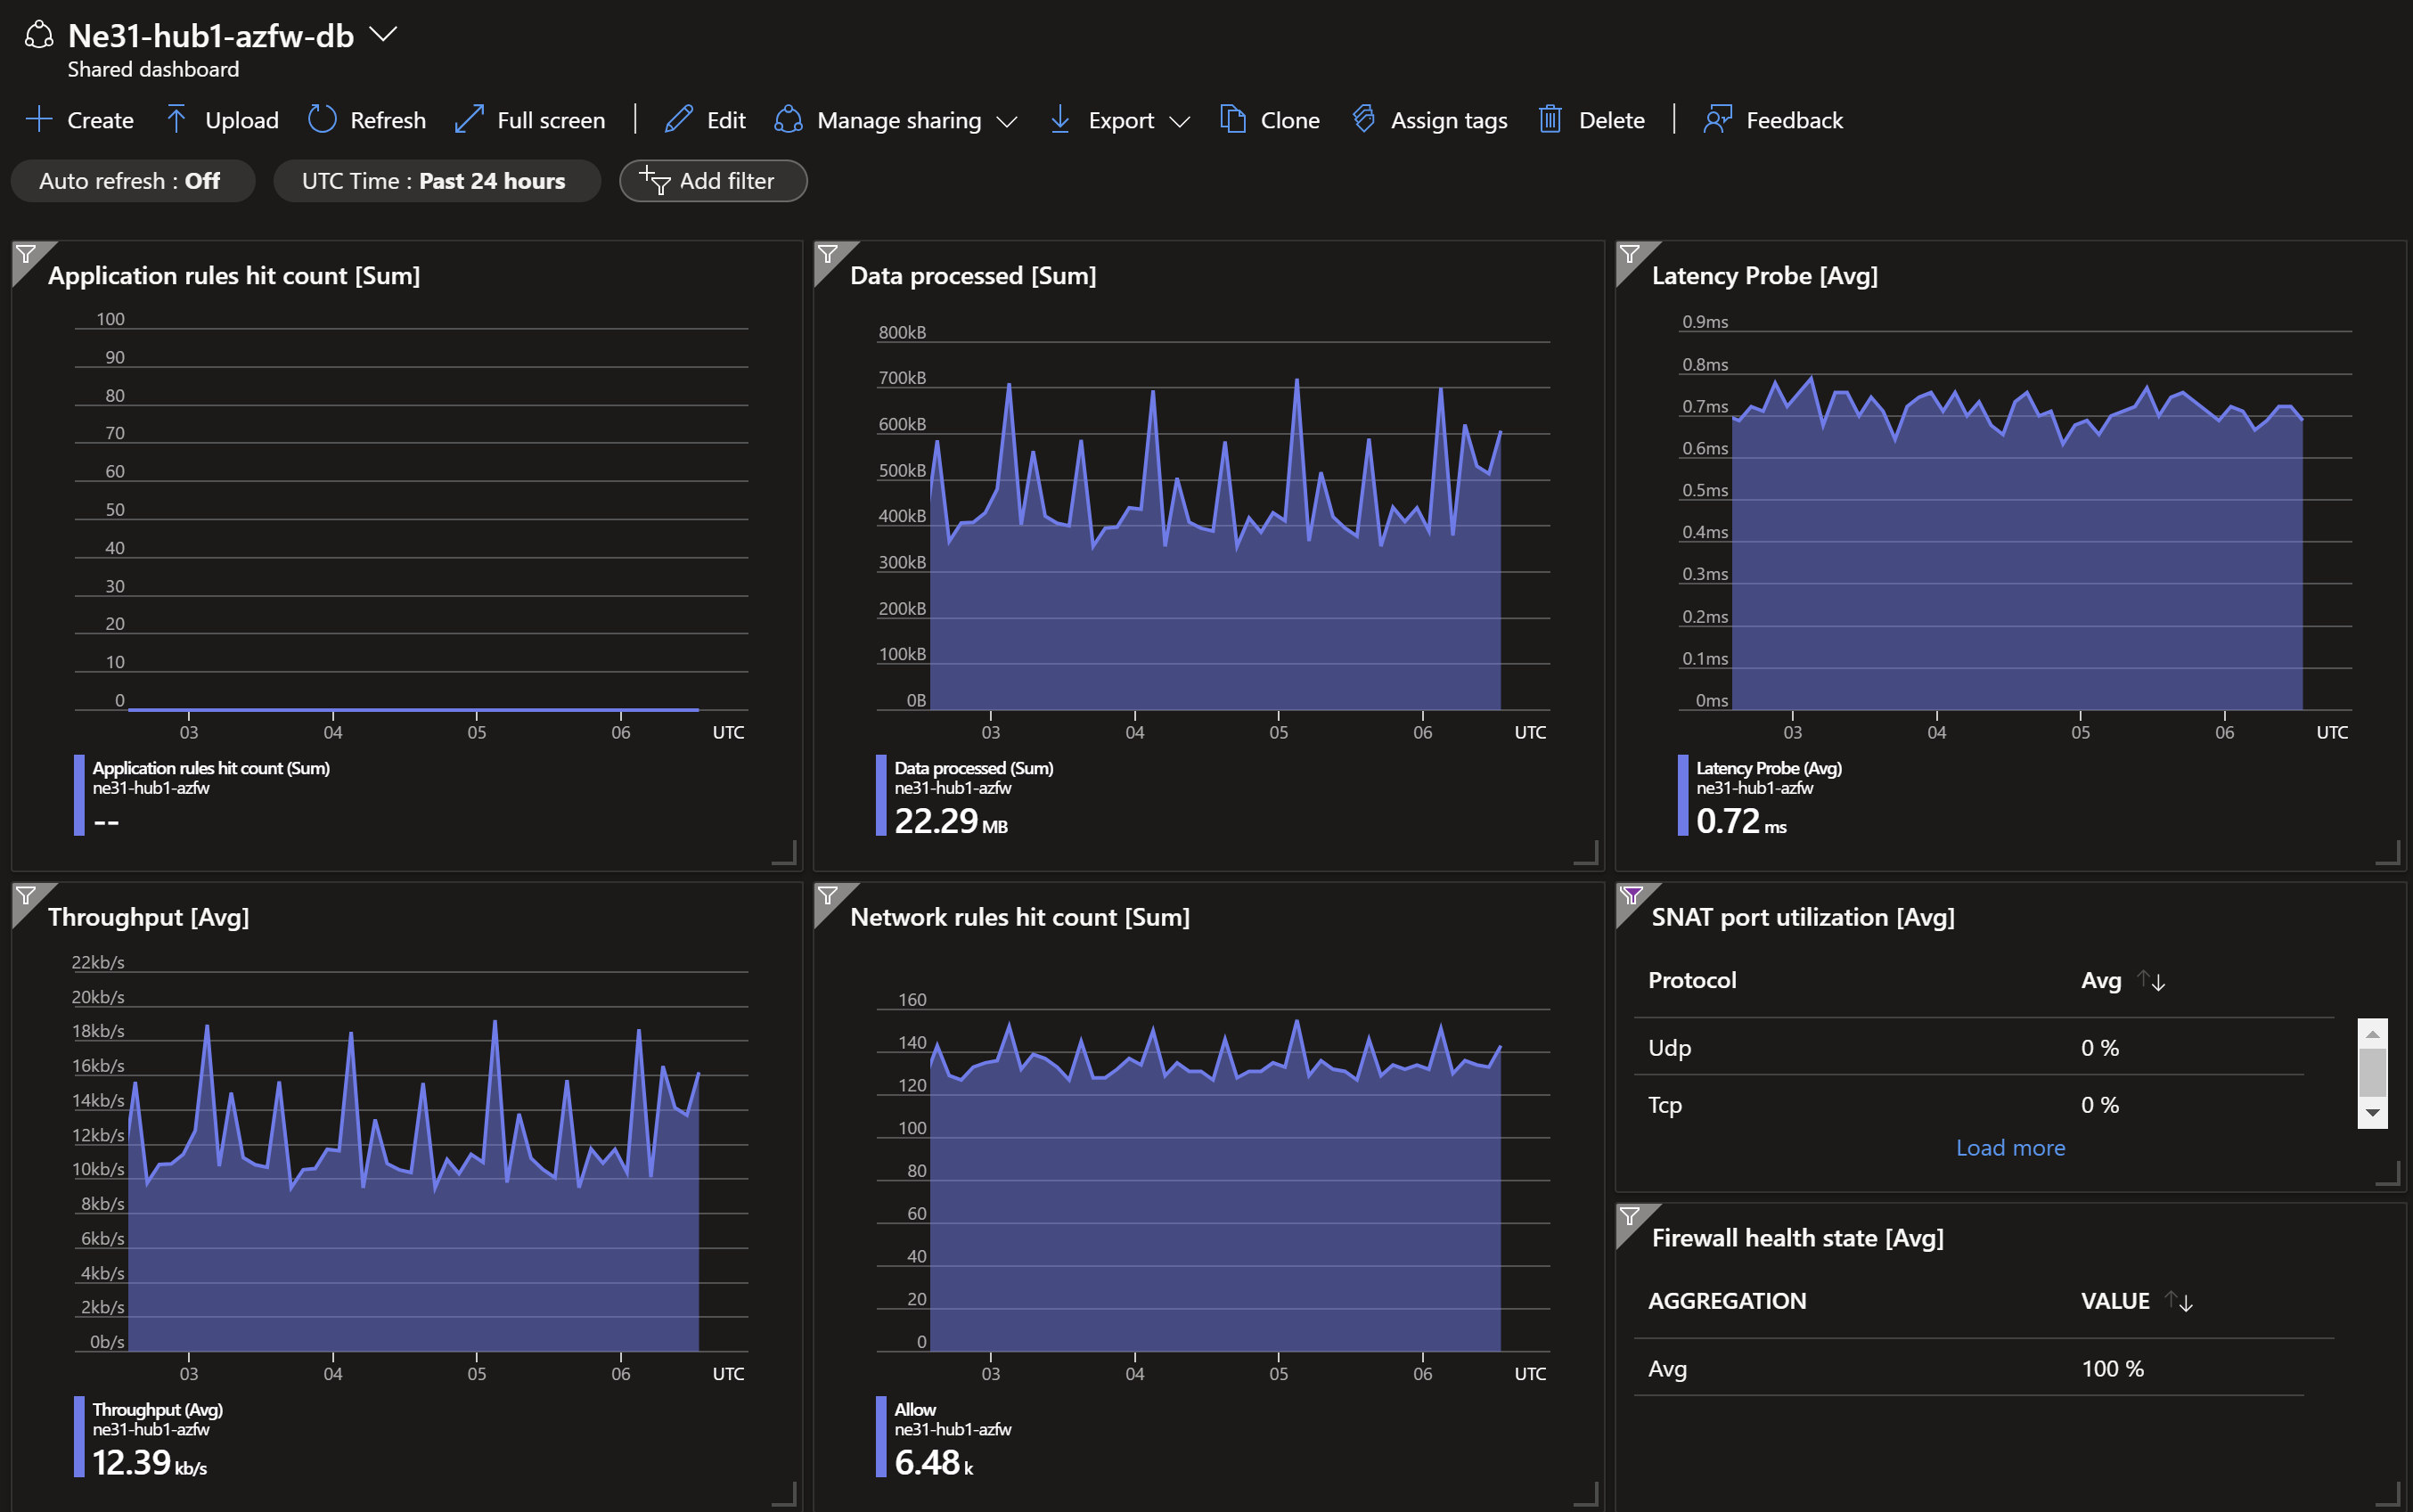 Ne31-hub1-azfw-db
Shared dashboard
Create Upload Refresh Full screen Edit Manage sharing Export Clone Assign tags Delete Feedback
Auto refresh : Off UTC Time : Past 24 hours Add filter
Application rules hit count [Sum]
100
90
80
70
60
50
40
30
20
10
0
03 04 05 06 UTC
Application rules hit count (Sum)
ne31-hub1-azfw
--
Data processed [Sum]
800kB
700kB
600kB
500kB
400kB
300kB
200kB
100kB
0B
03 04 05 06 UTC
Data processed (Sum)
ne31-hub1-azfw
22.29 MB
Latency Probe [Avg]
0.9ms
0.8ms
0.7ms
0.6ms
0.5ms
0.4ms
0.3ms
0.2ms
0.1ms
0ms
03 04 05 06 UTC
Latency Probe (Avg)
ne31-hub1-azfw
0.72 ms
Throughput [Avg]
22kb/s
20kb/s
18kb/s
16kb/s
14kb/s
12kb/s
10kb/s
8kb/s
6kb/s
4kb/s
2kb/s
0b/s
03 04 05 06 UTC
Throughput (Avg)
ne31-hub1-azfw
12.39 kb/s
Network rules hit count [Sum]
160
140
120
100
80
60
40
20
0
03 04 05 06 UTC
Allow
ne31-hub1-azfw
6.48 k
SNAT port utilization [Avg]
Protocol Avg
Udp 0 %
Tcp 0 %
Load more
Firewall health state [Avg]
AGGREGATION VALUE
Avg 100 %